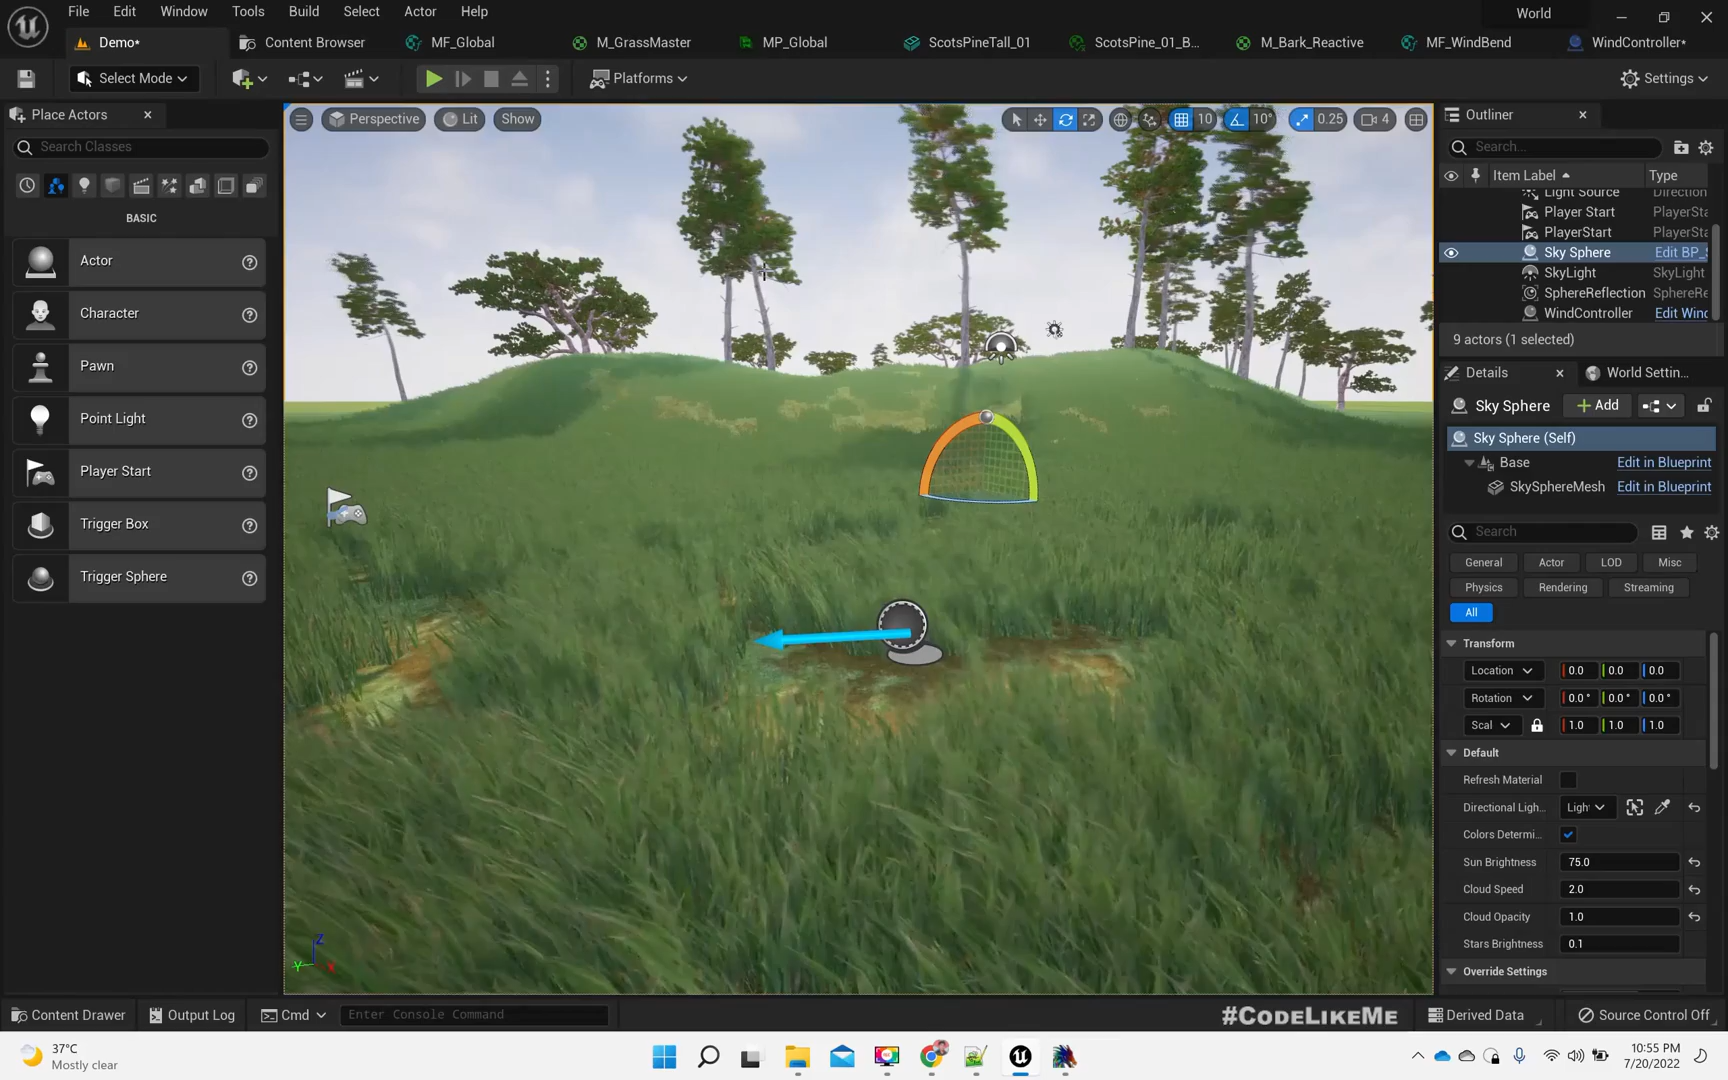 File Edit Window Tools Build Select Actor Help
World
Demo*
Content Browser
MF_Global
M_GrassMaster
MP_Global
ScotsPineTall_01
ScotsPine_01_B...
M_Bark_Reactive
MF_WindBend
WindController*
Select Mode
Platforms
Settings
Place Actors
Search Classes
BASIC
Actor
Character
Pawn
Point Light
Player Start
Trigger Box
Trigger Sphere
Perspective
Lit
Show
10
10°
0.25
4
Outliner
Search...
Item Label
Type
Light Source Direction
Player Start PlayerSta
PlayerStart PlayerSta
Sky Sphere Edit BP_S
SkyLight SkyLight
SphereReflection SphereRe
WindController Edit Wind
9 actors (1 selected)
Details
World Settin...
Sky Sphere
Add
Sky Sphere (Self)
Base Edit in Blueprint
SkySphereMesh Edit in Blueprint
Search
General Actor LOD Misc
Physics Rendering Streaming
All
Transform
Location 0.0 0.0 0.0
Rotation 0.0° 0.0° 0.0°
Scal 1.0 1.0 1.0
Default
Refresh Material
Directional Ligh... Ligh
Colors Determi...
Sun Brightness 75.0
Cloud Speed 2.0
Cloud Opacity 1.0
Stars Brightness 0.1
Override Settings
Z
Y
X
Content Drawer
Output Log
Cmd
Enter Console Command
#CodeLikeMe
Derived Data
Source Control Off
37°C
Mostly clear
10:55 PM
7/20/2022